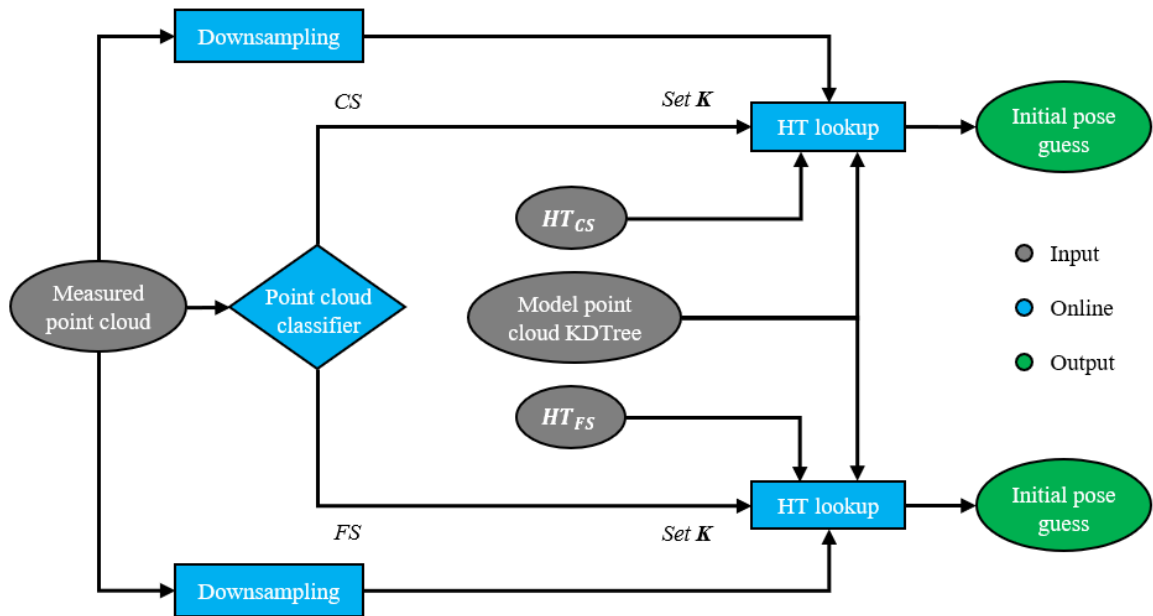 Downsampling
CS
Set K
HT lookup
Initial pose
guess
HT_CS
Measured
point cloud
Point cloud
classifier
Model point
cloud KDTree
Input
Online
Output
HT_FS
HT lookup
Initial pose
guess
FS
Set K
Downsampling